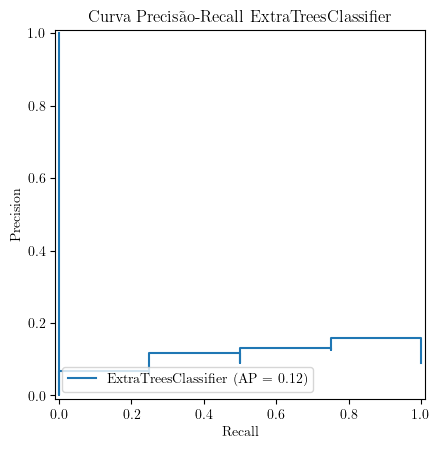 Curva Precisão-Recall ExtraTreesClassifier
1.0
0.8
0.6
0.4
0.2
0.0
Precision
ExtraTreesClassifier (AP = 0.12)
0.0 0.2 0.4 0.6 0.8 1.0
Recall